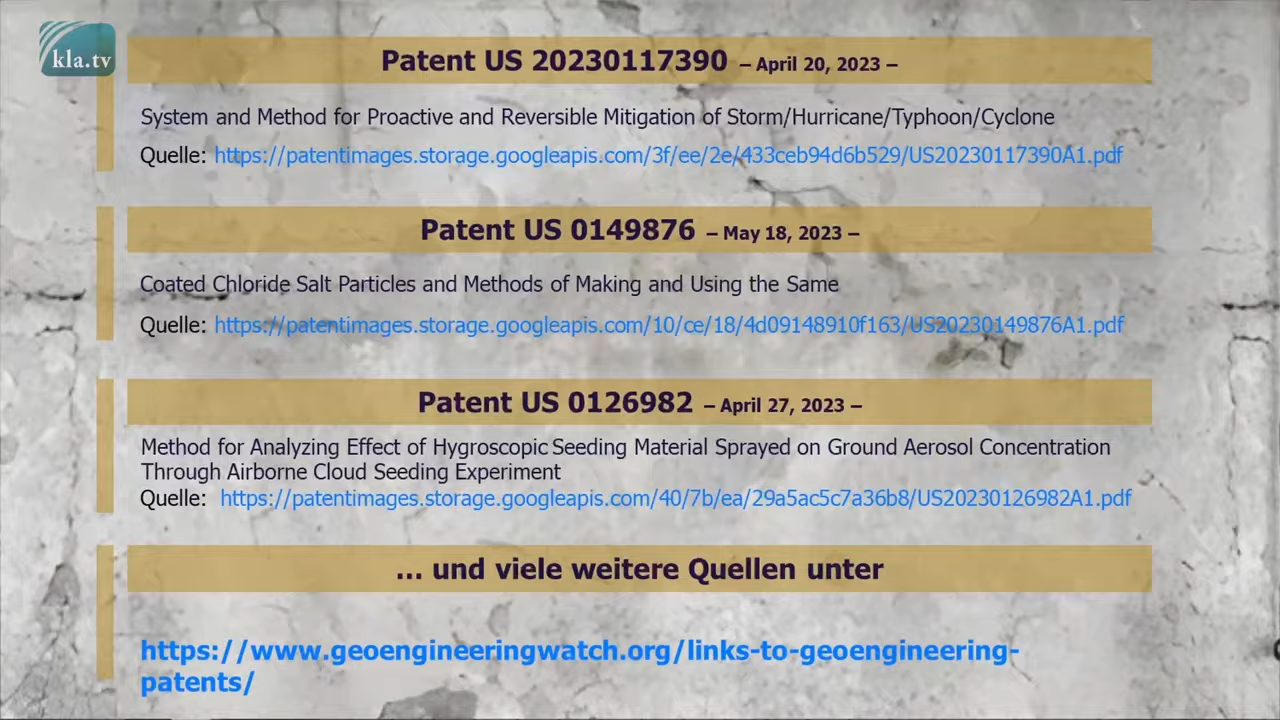 kla.tv
Patent US 20230117390 – April 20, 2023 –
System and Method for Proactive and Reversible Mitigation of Storm/Hurricane/Typhoon/Cyclone
Quelle: https://patentimages.storage.googleapis.com/3f/ee/2e/433ceb94d6b529/US20230117390A1.pdf
Patent US 0149876 – May 18, 2023 –
Coated Chloride Salt Particles and Methods of Making and Using the Same
Quelle: https://patentimages.storage.googleapis.com/10/ce/18/4d09148910f163/US20230149876A1.pdf
Patent US 0126982 – April 27, 2023 –
Method for Analyzing Effect of Hygroscopic Seeding Material Sprayed on Ground Aerosol Concentration
Through Airborne Cloud Seeding Experiment
Quelle: https://patentimages.storage.googleapis.com/40/7b/ea/29a5ac5c7a36b8/US20230126982A1.pdf
... und viele weitere Quellen unter
https://www.geoengineeringwatch.org/links-to-geoengineering-
patents/